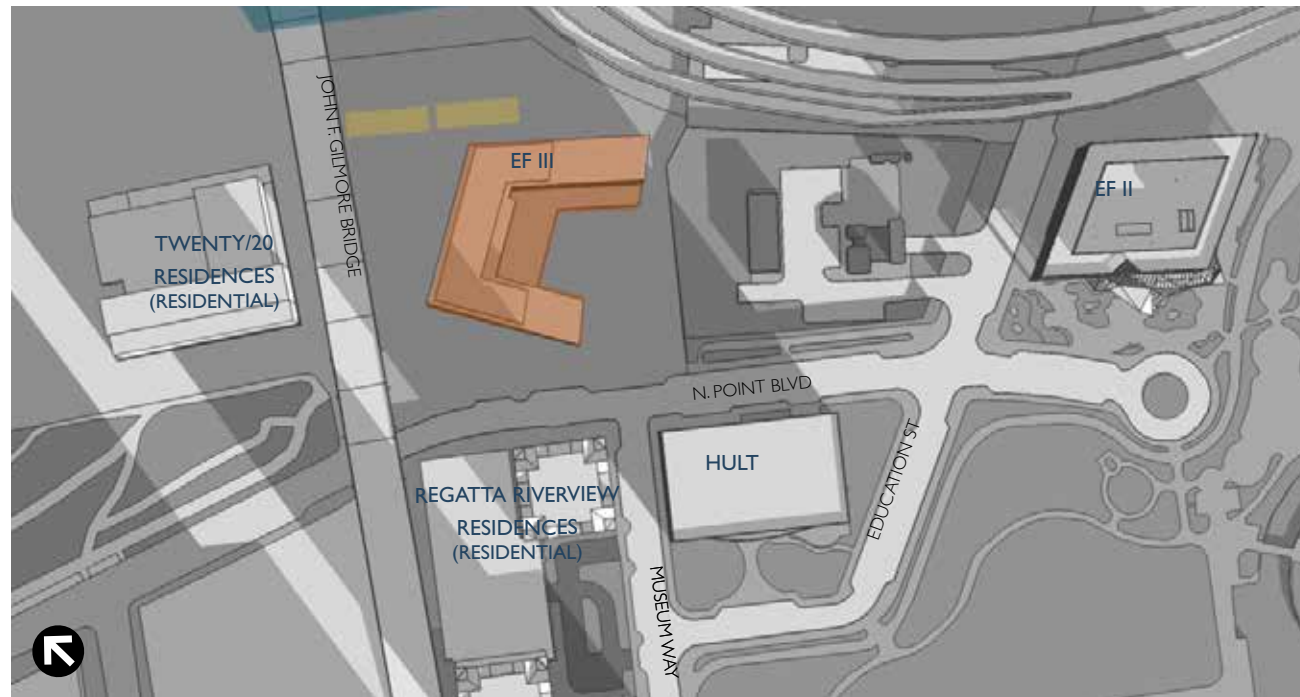 JOHN F. GILMORE BRIDGE
EF III
EF II
TWENTY/20
RESIDENCES
(RESIDENTIAL)
N. POINT BLVD
HULT
EDUCATION ST
REGATTA RIVERVIEW
RESIDENCES
(RESIDENTIAL)
MUSEUM WAY